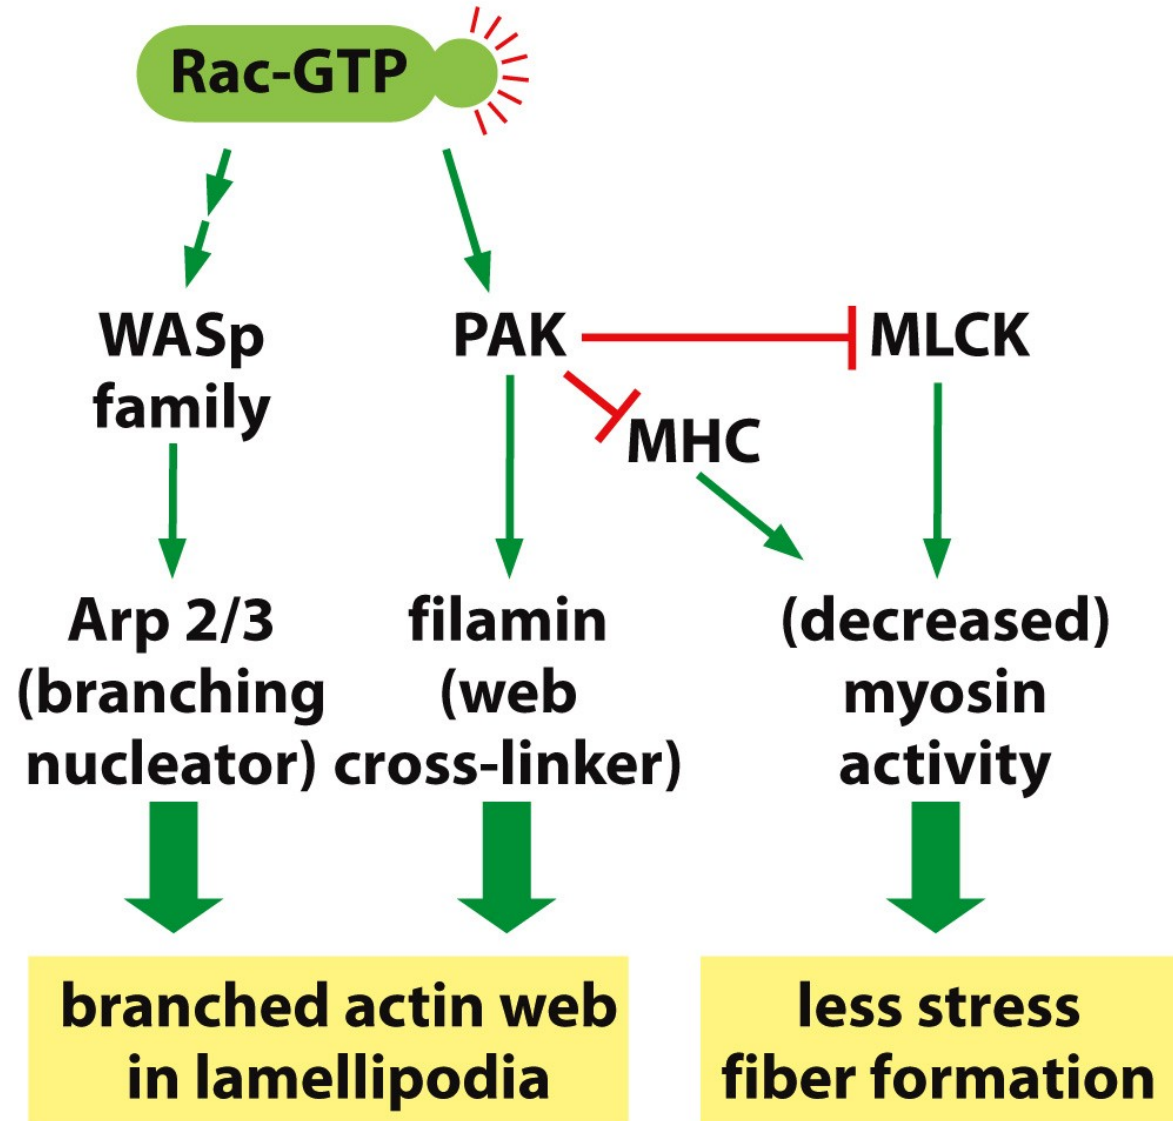 Rac-GTP
WASp
family
PAK
MLCK
MHC
Arp 2/3
(branching
nucleator)
filamin
(web
cross-linker)
(decreased)
myosin
activity
branched actin web
in lamellipodia
less stress
fiber formation